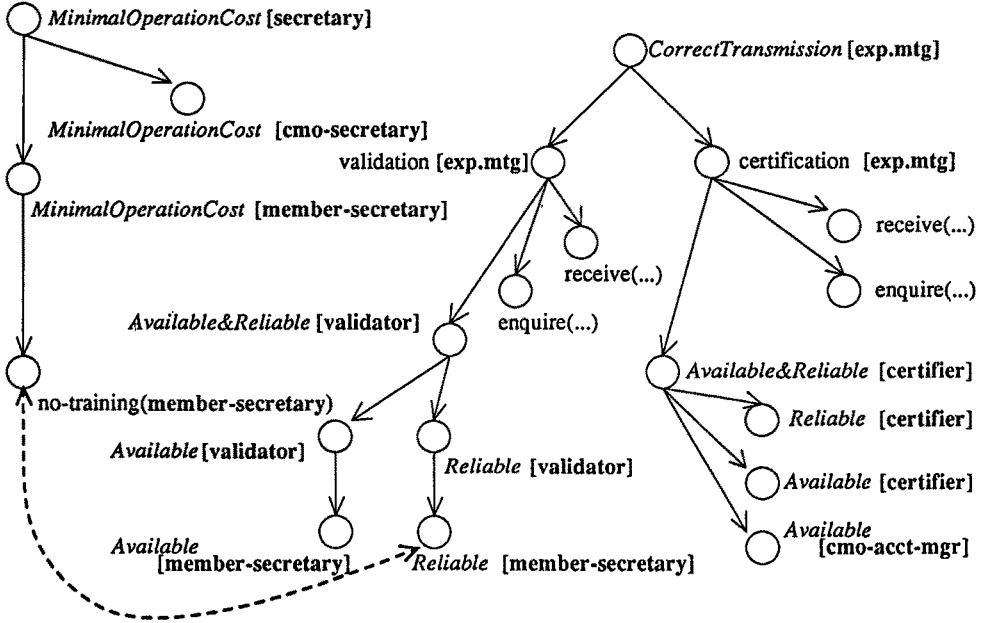 MinimalOperationCost [secretary]
CorrectTransmission [exp.mtg]
MinimalOperationCost [cmo-secretary]
validation [exp.mtg]
certification [exp.mtg]
MinimalOperationCost [member-secretary]
receive(...)
receive(...)
enquire(...)
enquire(...)
Available&Reliable [validator]
Available&Reliable [certifier]
no-training(member-secretary)
Reliable [certifier]
Available [validator]
Reliable [validator]
Available [certifier]
Available
[cmo-acct-mgr]
Available
[member-secretary]
Reliable [member-secretary]